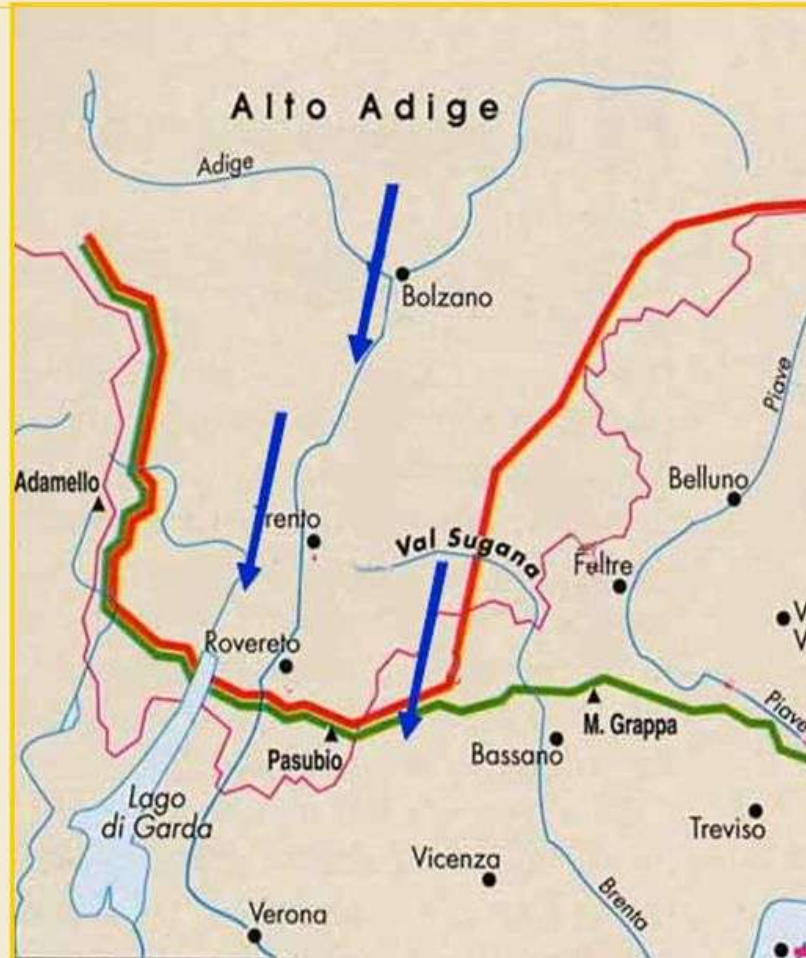 Alto Adige
Adige
Bolzano
Piave
Adamello
Belluno
Trento
Val Sugana
Feltre
V
V
Rovereto
Piave
M. Grappa
Pasubio
Bassano
Lago
di Garda
Treviso
Vicenza
Brenta
Verona